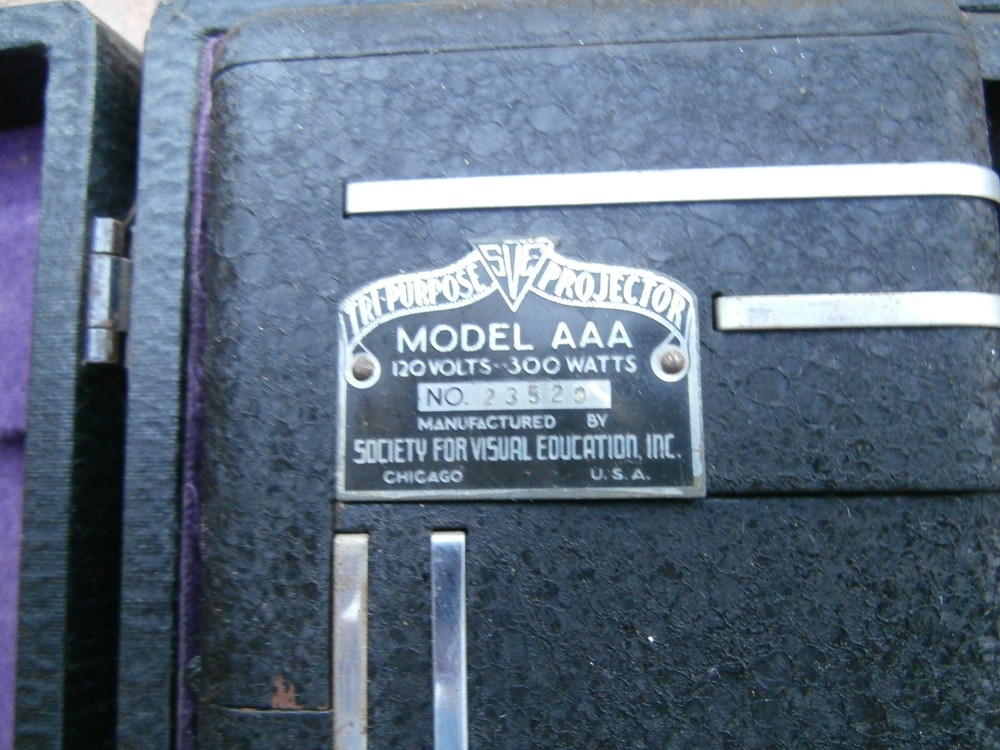 TRI-PURPOSE SVE PROJECTOR
MODEL AAA
120 VOLTS--300 WATTS
NO. 23529
MANUFACTURED BY
SOCIETY FOR VISUAL EDUCATION, INC.
CHICAGO U.S.A.